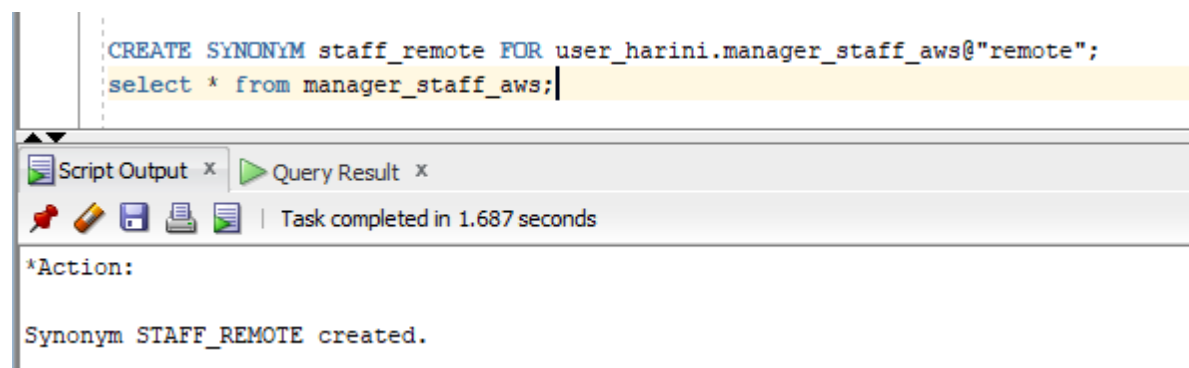 CREATE SYNONYM staff_remote FOR user_harini.manager_staff_aws@"remote";
select * from manager_staff_aws;
Script Output x Query Result x
Task completed in 1.687 seconds
*Action:
Synonym STAFF_REMOTE created.